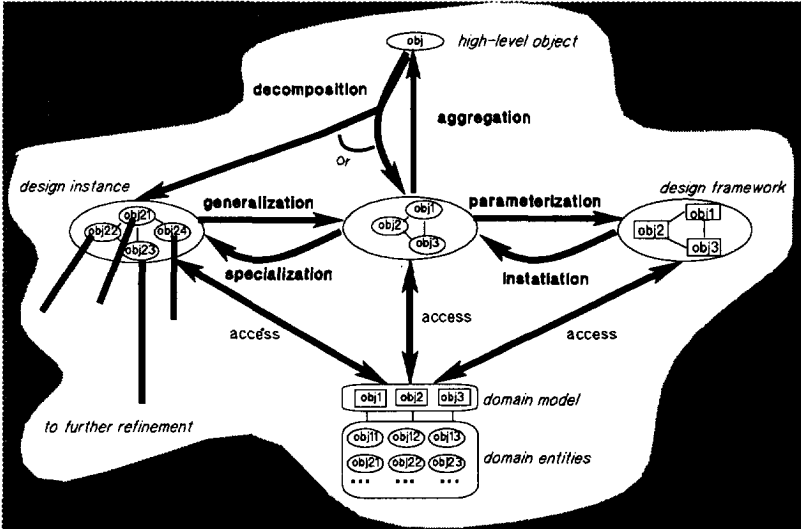 obj
high-level object
decomposition
aggregation
or
design instance
generalization
parameterization
design framework
obj21
obj22
obj24
obj23
obj1
obj2
obj3
obj1
obj2
obj3
specialization
instatiation
access
access
access
obj1 obj2 obj3
domain model
to further refinement
obj11 obj12 obj13
domain entities
obj21 obj22 obj23
... ... ...